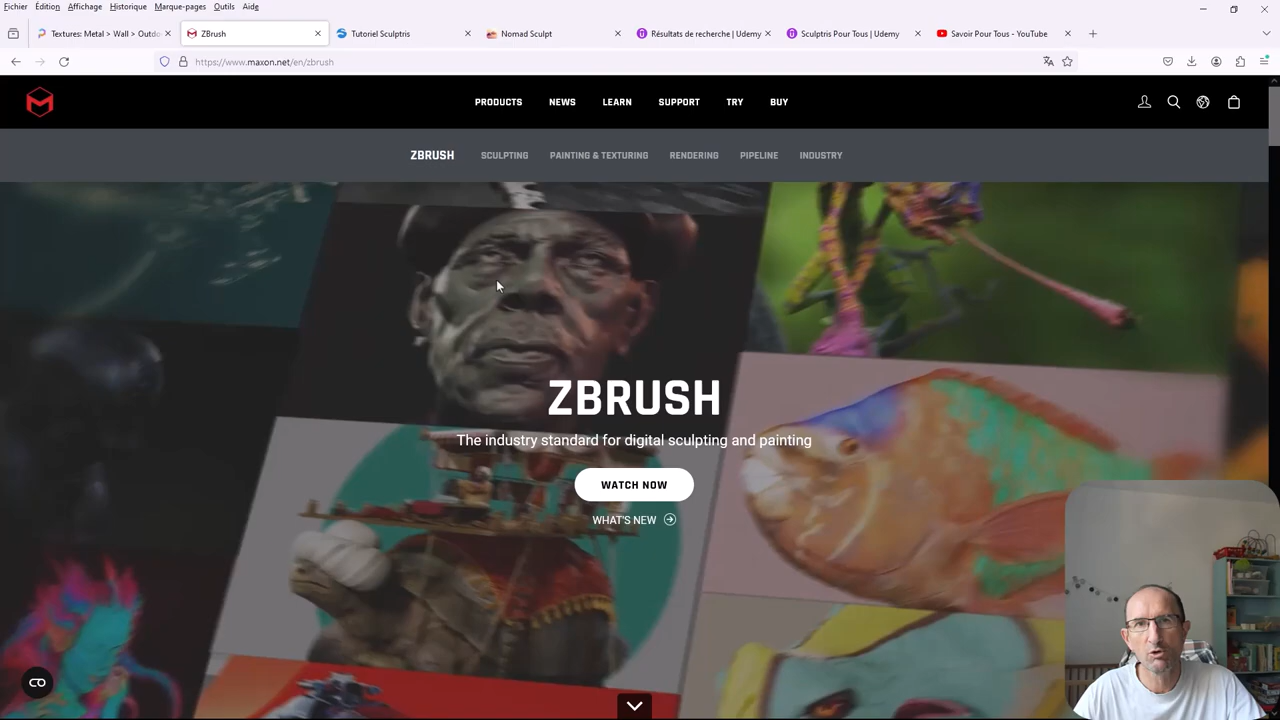 Fichier Édition Affichage Historique Marque-pages Outils Aide
Textures: Metal > Wall > Outdo
ZBrush
Tutoriel Sculptris
Nomad Sculpt
Résultats de recherche | Udemy
Sculptris Pour Tous | Udemy
Savoir Pour Tous - YouTube
https://www.maxon.net/en/zbrush
PRODUCTS NEWS LEARN SUPPORT TRY BUY
ZBRUSH SCULPTING PAINTING & TEXTURING RENDERING PIPELINE INDUSTRY
ZBRUSH
The industry standard for digital sculpting and painting
WATCH NOW
WHAT'S NEW